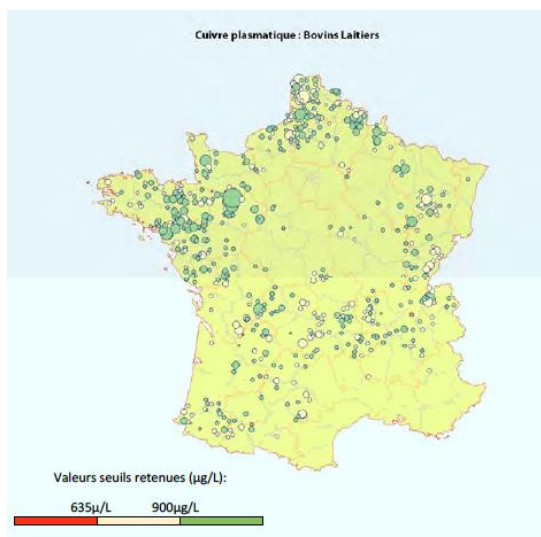 Cuivre plasmatique : Bovins Laitiers
Valeurs seuils retenues (µg/L):
635µ/L 900µg/L